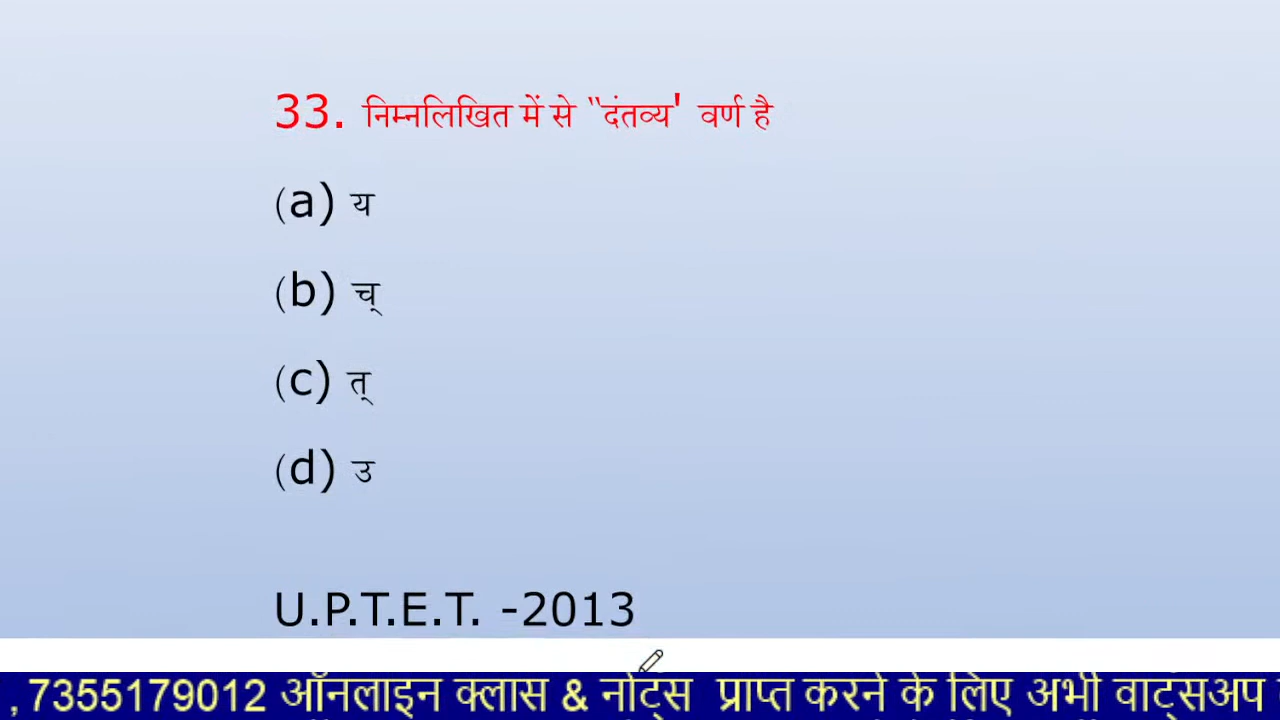 33. निम्नलिखित में से “दंतव्य' वर्ण है
(a) य
(b) च्
(c) त्
(d) उ
U.P.T.E.T. -2013
, 7355179012 ऑनलाइन क्लास & नोट्स प्राप्त करने के लिए अभी वाट्सअप